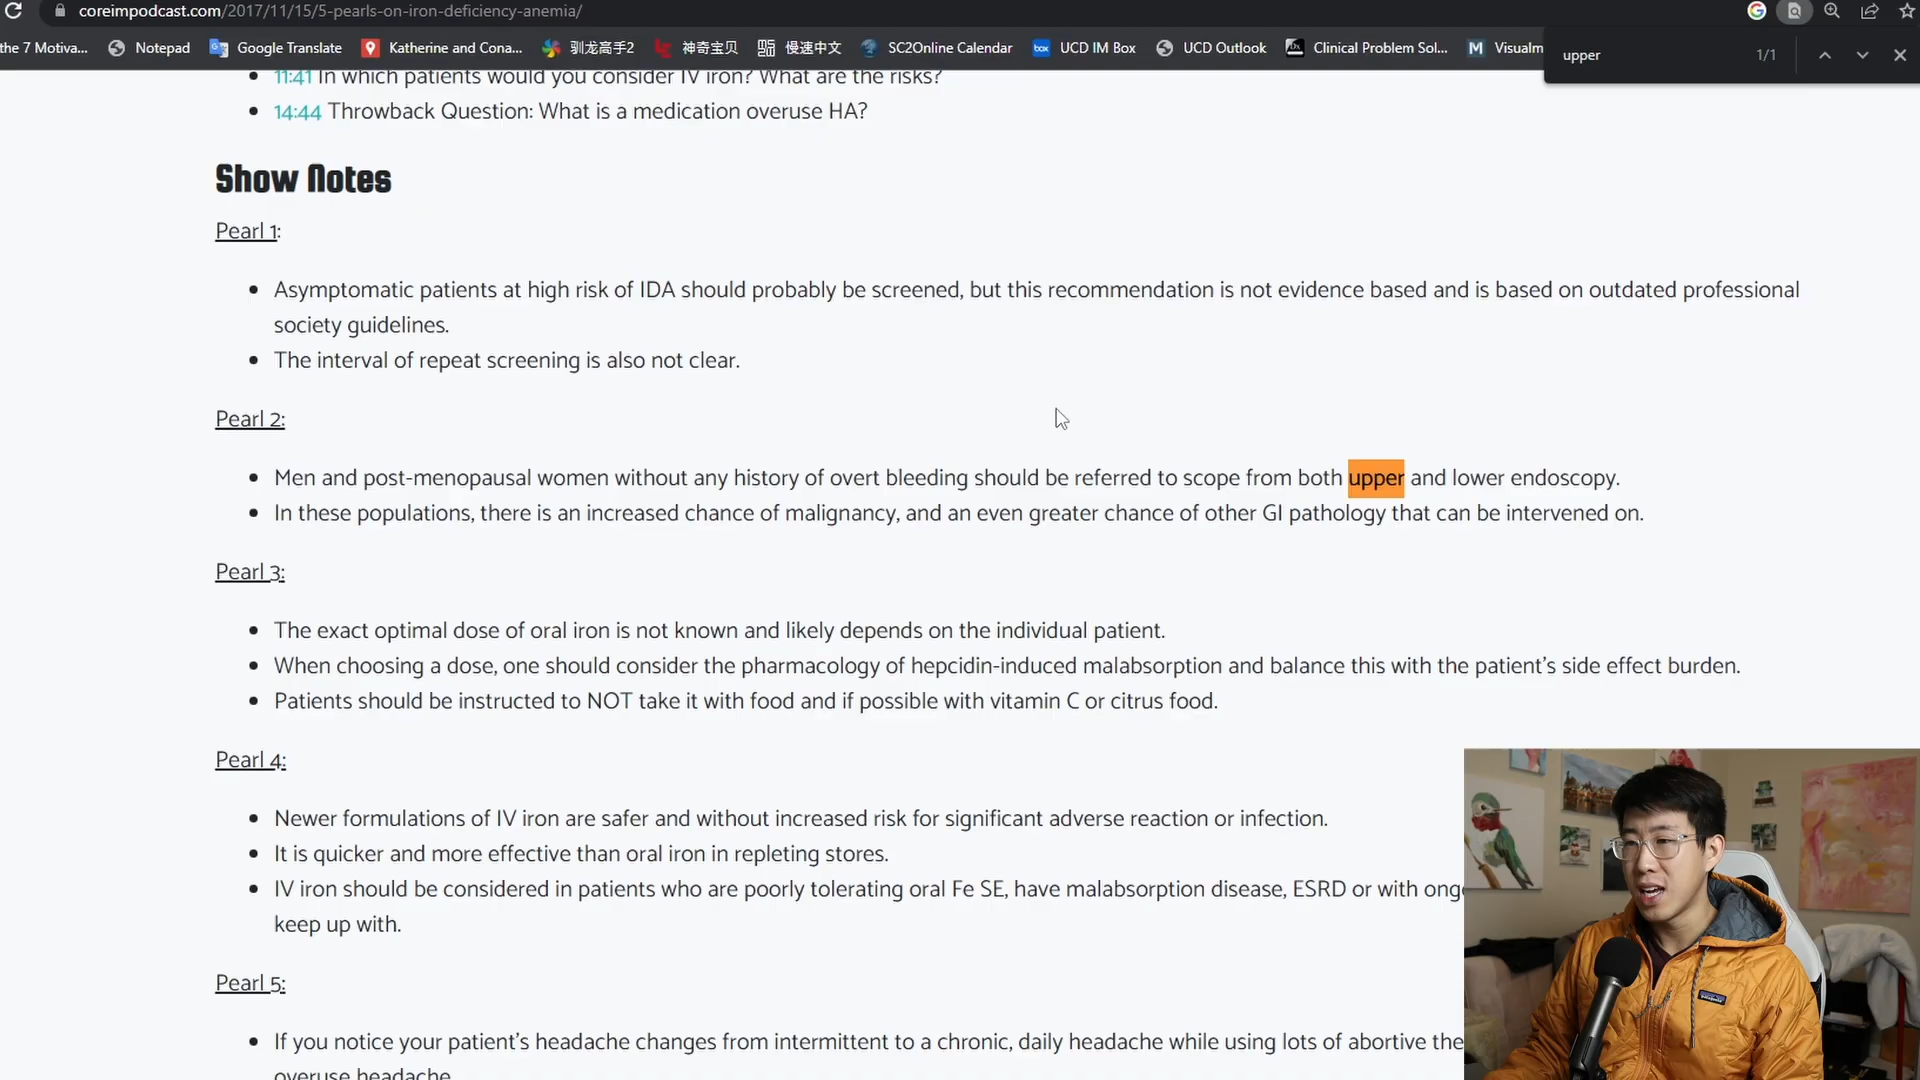 coreimpodcast.com/2017/11/15/5-pearls-on-iron-deficiency-anemia/
the 7 Motiva... Notepad Google Translate Katherine and Cona... 驯龙高手2 神奇宝贝 慢速中文 SC2Online Calendar UCD IM Box UCD Outlook Clinical Problem Sol... Visualm
upper 1/1
11:41 In which patients would you consider IV iron? What are the risks?
14:44 Throwback Question: What is a medication overuse HA?
Show Notes
Pearl 1:
Asymptomatic patients at high risk of IDA should probably be screened, but this recommendation is not evidence based and is based on outdated professional
society guidelines.
The interval of repeat screening is also not clear.
Pearl 2:
Men and post-menopausal women without any history of overt bleeding should be referred to scope from both upper and lower endoscopy.
In these populations, there is an increased chance of malignancy, and an even greater chance of other GI pathology that can be intervened on.
Pearl 3:
The exact optimal dose of oral iron is not known and likely depends on the individual patient.
When choosing a dose, one should consider the pharmacology of hepcidin-induced malabsorption and balance this with the patient's side effect burden.
Patients should be instructed to NOT take it with food and if possible with vitamin C or citrus food.
Pearl 4:
Newer formulations of IV iron are safer and without increased risk for significant adverse reaction or infection.
It is quicker and more effective than oral iron in repleting stores.
IV iron should be considered in patients who are poorly tolerating oral Fe SE, have malabsorption disease, ESRD or with ong
keep up with.
Pearl 5:
If you notice your patient's headache changes from intermittent to a chronic, daily headache while using lots of abortive the
overuse headache
patagonia